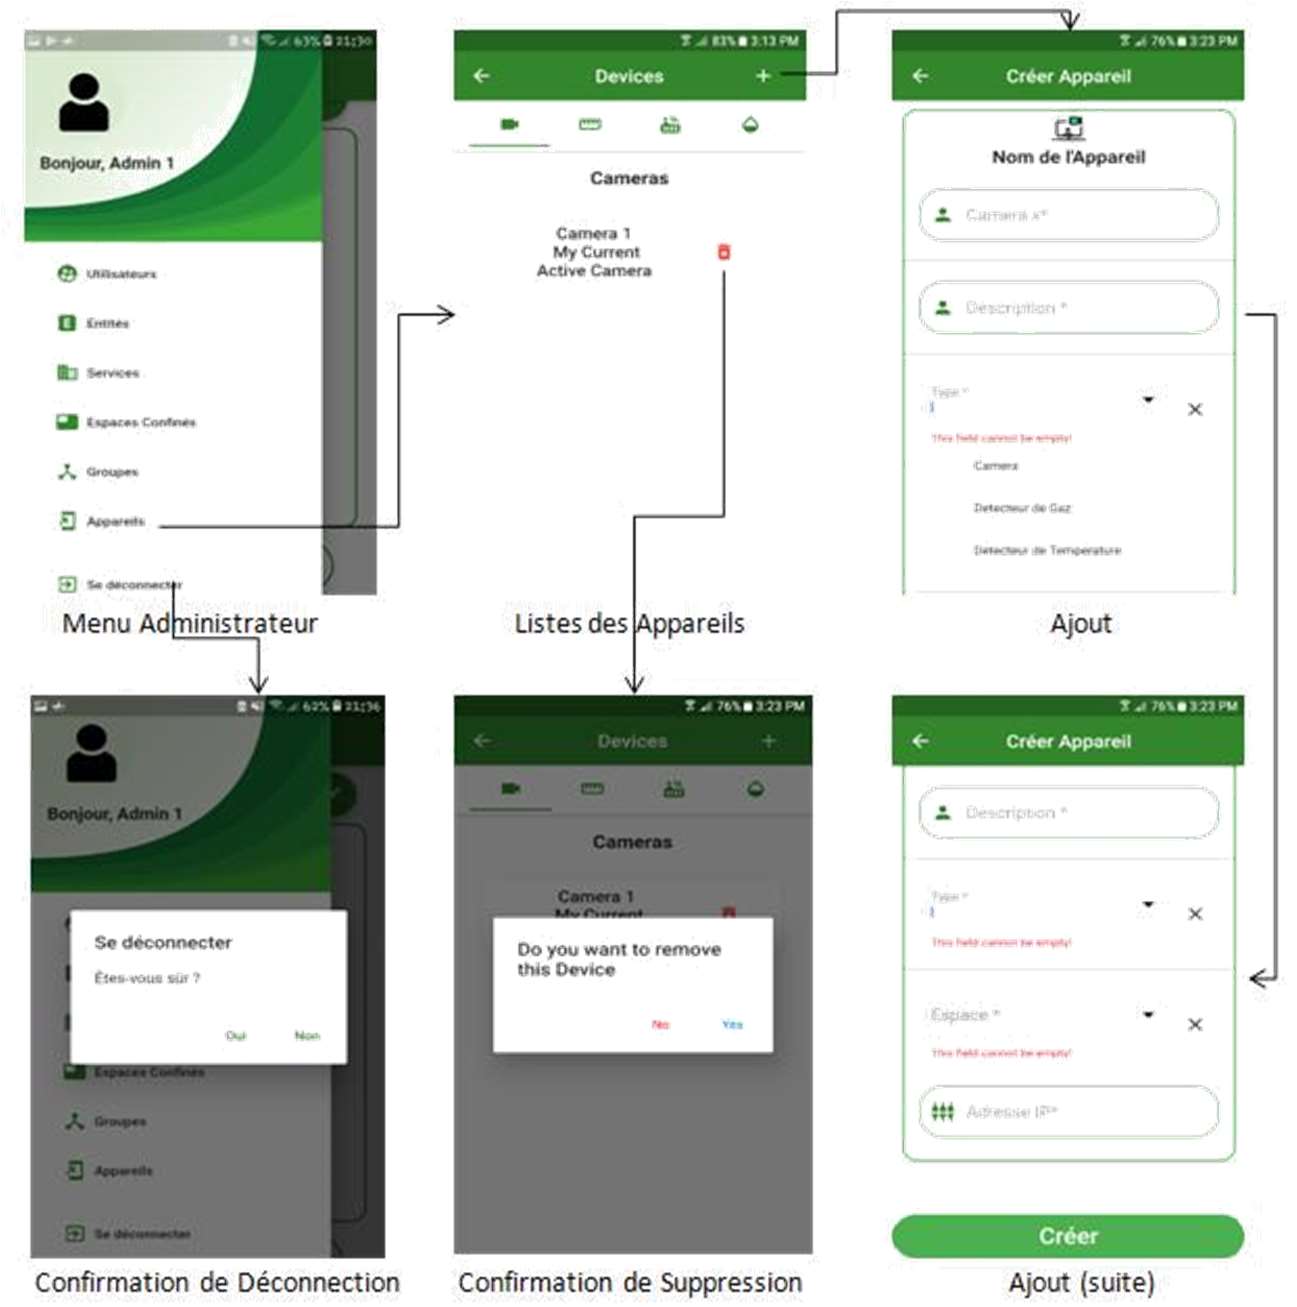 63% 21:30
Bonjour, Admin 1
Utilisateurs
Entités
Services
Espaces Confinés
Groupes
Appareils
Se déconnecter
Menu Administrateur
83% 3:13 PM
Devices
Cameras
Camera 1
My Current
Active Camera
Listes des Appareils
76% 3:23 PM
Créer Appareil
Nom de l'Appareil
Camera x*
Description *
Type *
This field cannot be empty!
Camera
Detecteur de Gaz
Detecteur de Temperature
Ajout
62% 21:36
Bonjour, Admin 1
Se déconnecter
Êtes-vous sûr ?
Oui Non
Espaces Confinés
Groupes
Appareils
Se déconnecter
Confirmation de Déconnection
76% 3:23 PM
Devices
Cameras
Camera 1
My Current
Do you want to remove
this Device
No Yes
Confirmation de Suppression
76% 3:23 PM
Créer Appareil
Description *
Type *
This field cannot be empty!
Espace *
This field cannot be empty!
Adresse IP*
Créer
Ajout (suite)